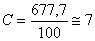 C = 677,7/100 ≅ 7